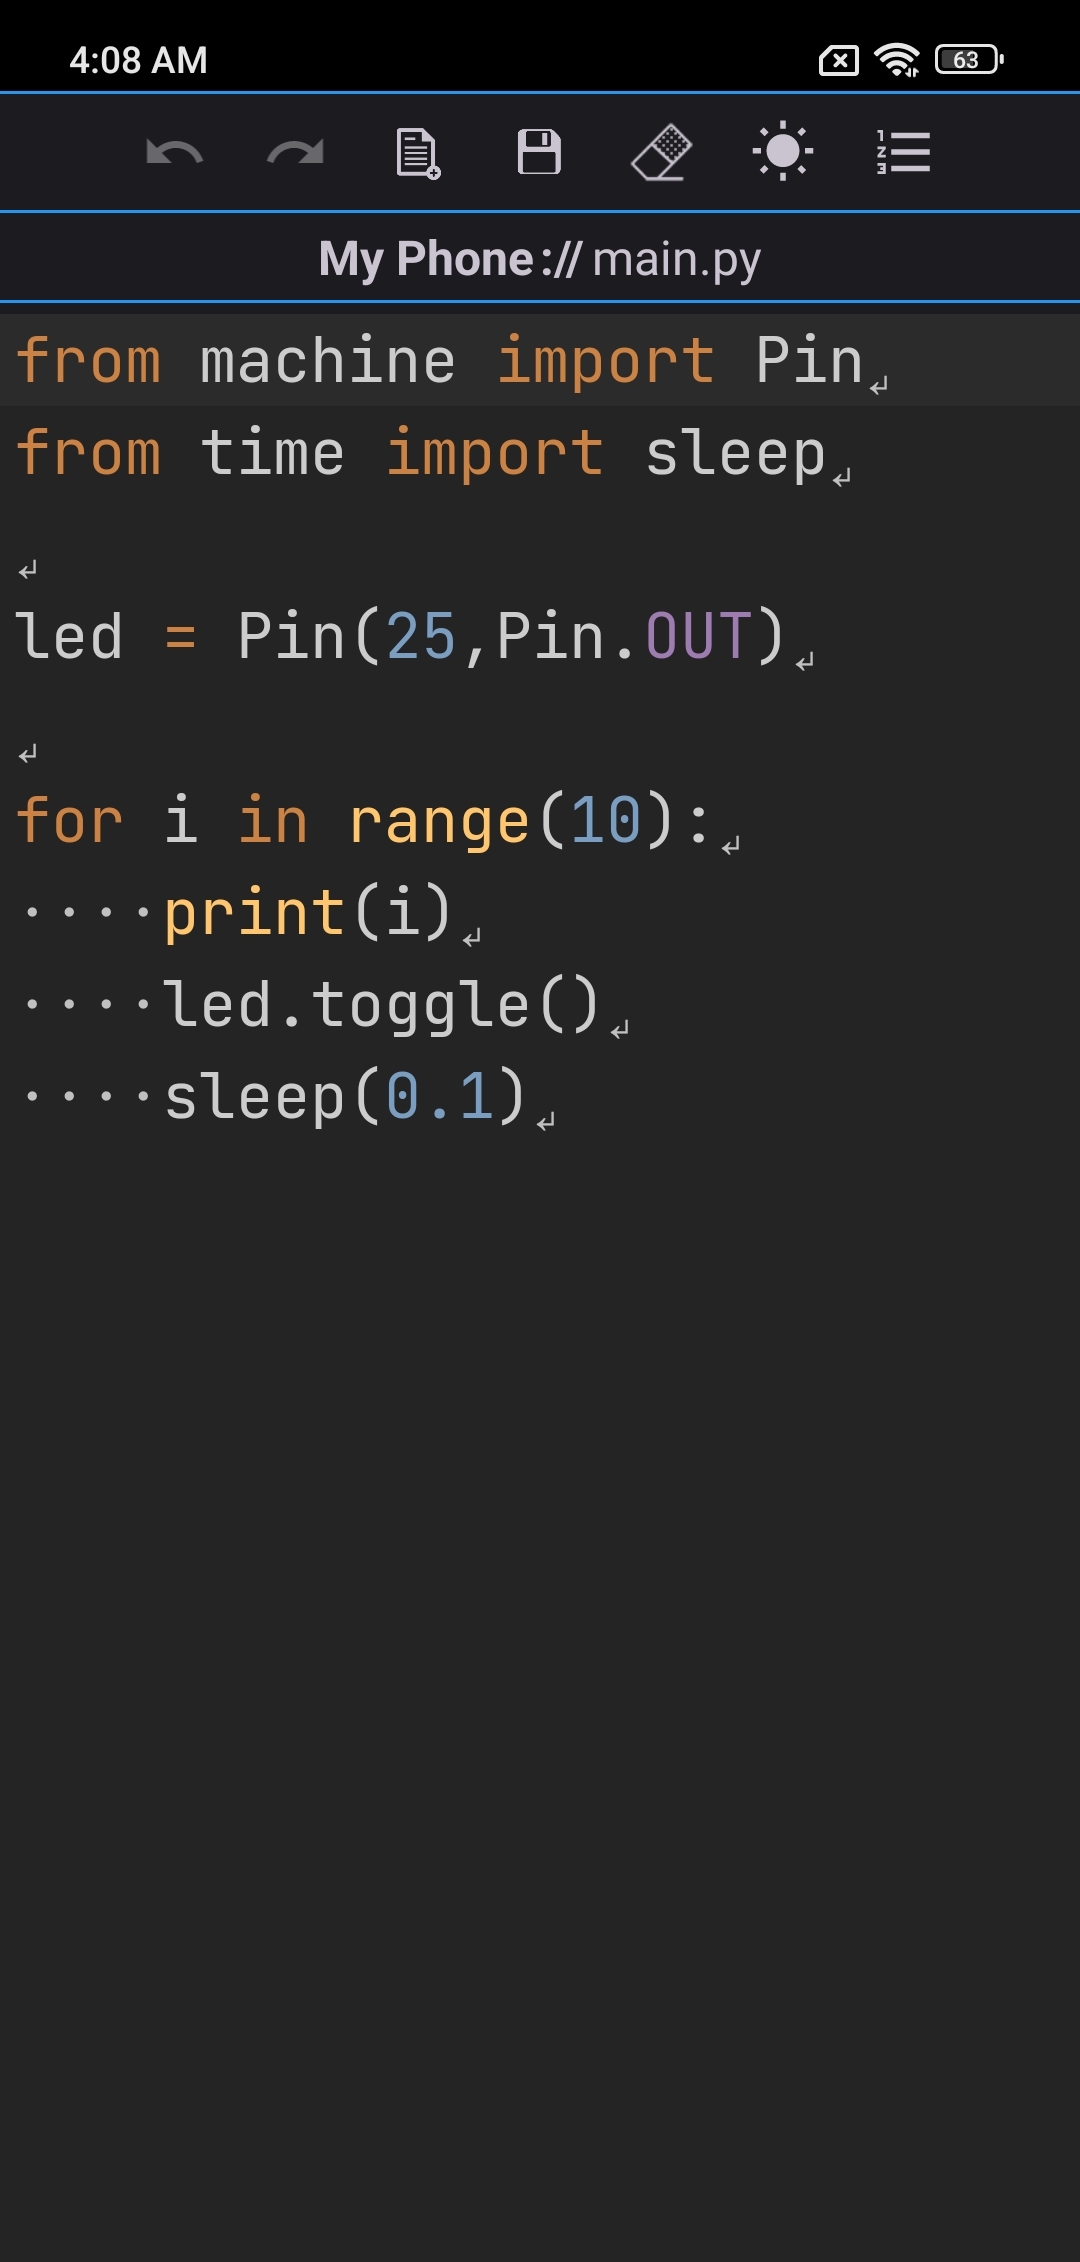 4:08 AM
63
My Phone:// main.py
from machine import Pin
from time import sleep

led = Pin(25,Pin.OUT)

for i in range(10):
····print(i)
····led.toggle()
····sleep(0.1)